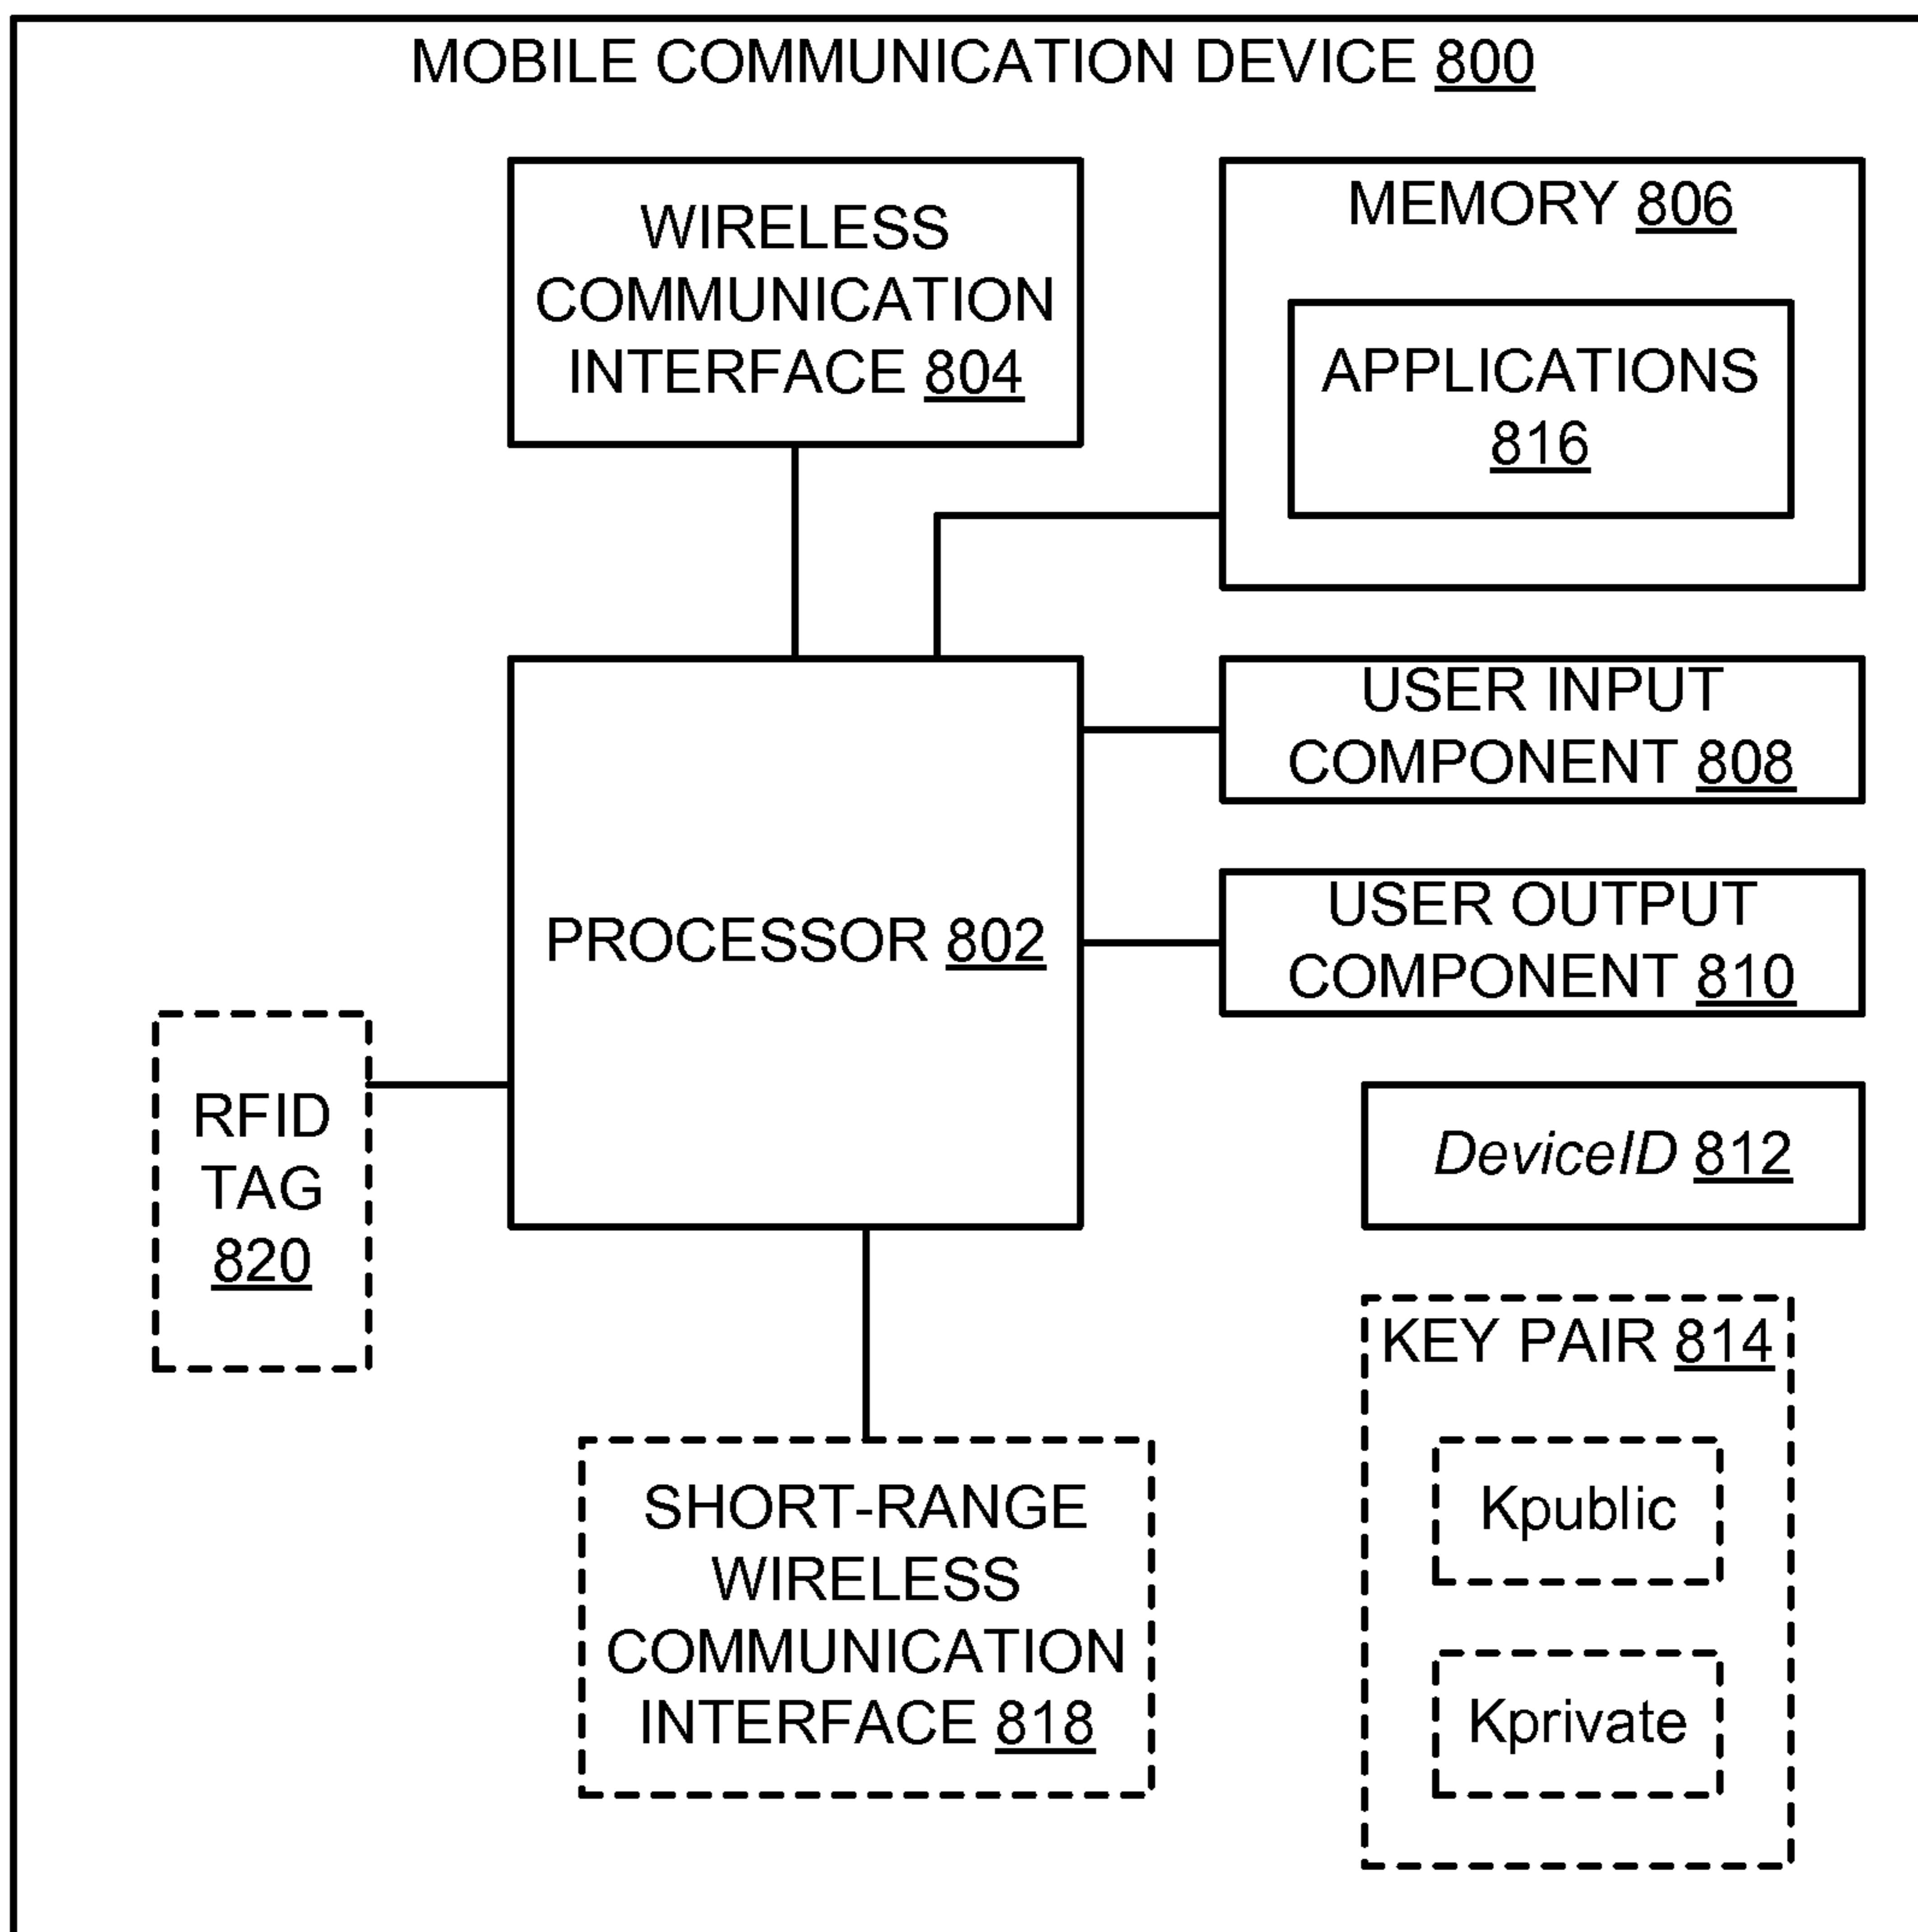 MOBILE COMMUNICATION DEVICE 800
WIRELESS
COMMUNICATION
INTERFACE 804
MEMORY 806
APPLICATIONS
816
USER INPUT
COMPONENT 808
PROCESSOR 802
USER OUTPUT
COMPONENT 810
RFID
TAG
820
DeviceID 812
KEY PAIR 814
Kpublic
Kprivate
SHORT-RANGE
WIRELESS
COMMUNICATION
INTERFACE 818